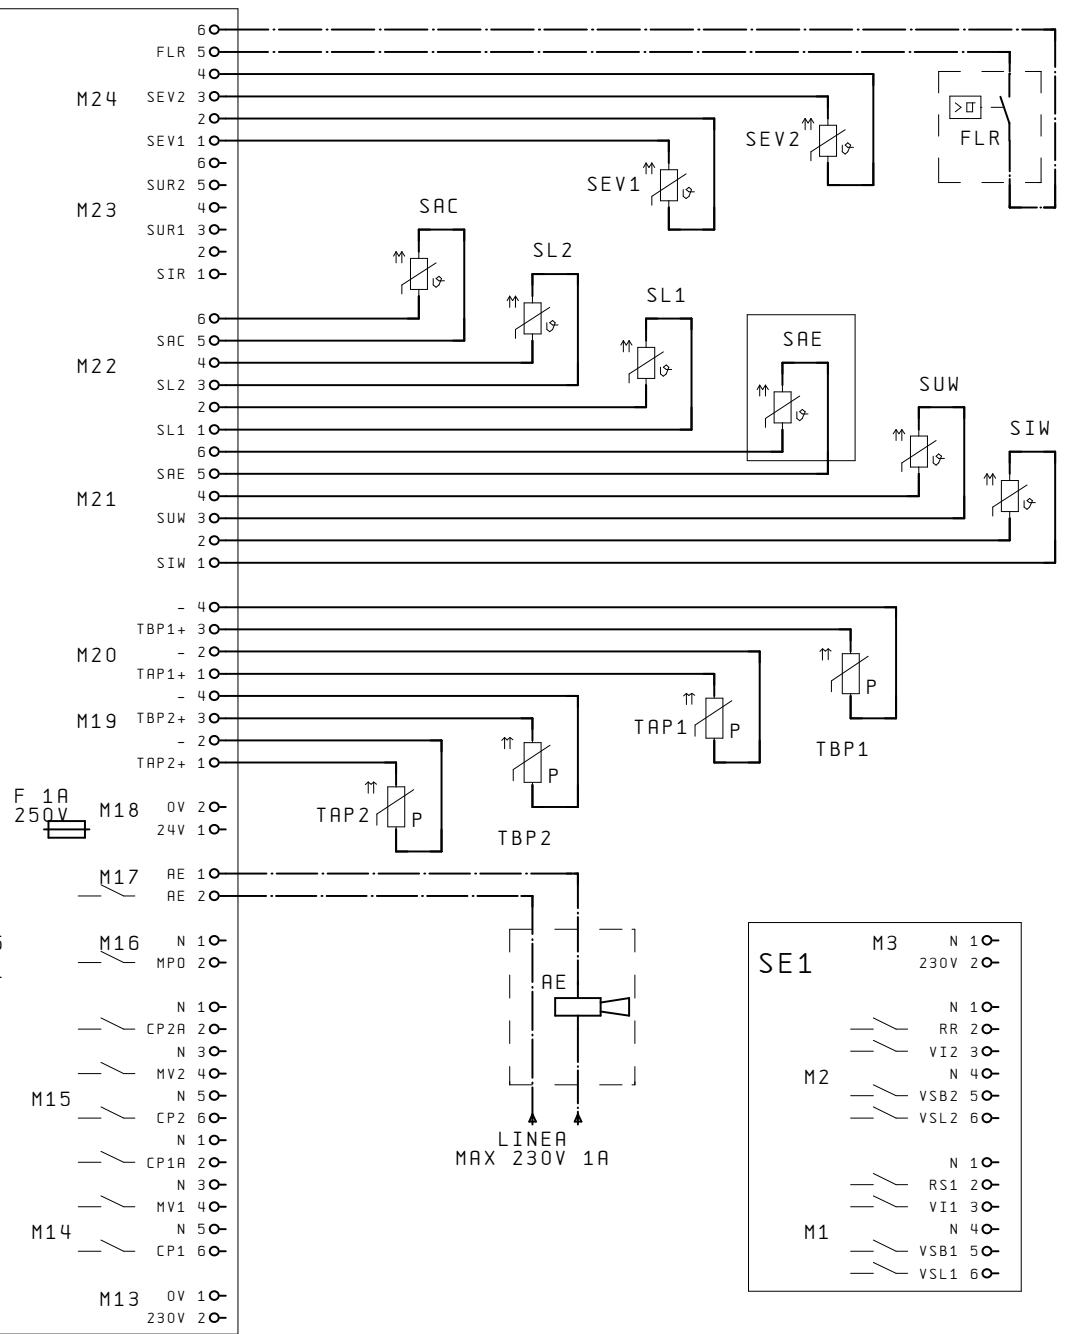 6
FLR 5
4
M24 SEV2 3
2
SEV1 1
6
SUR2 5
M23 4
SUR1 3
2
SIR 1
6
SAC 5
M22 4
SL2 3
2
SL1 1
6
SAE 5
M21 4
SUW 3
2
SIW 1
- 4
TBP1+ 3
M20 - 2
TAP1+ 1
- 4
M19 TBP2+ 3
- 2
TAP2+ 1
F 1A
250V
M18 0V 2
24V 1
M17 AE 1
AE 2
M16 N 1
MPO 2
N 1
CP2A 2
N 3
MV2 4
M15 N 5
CP2 6
N 1
CP1A 2
N 3
MV1 4
M14 N 5
CP1 6
M13 0V 1
230V 2
FLR
SEV2
SEV1
SAC
SL2
SL1
SAE
SUW
SIW
P
TBP1
TAP1 P
P
TBP2
TAP2 P
AE
LINEA
MAX 230V 1A
SE1
M3 N 1
230V 2
N 1
RR 2
VI2 3
M2 N 4
VSB2 5
VSL2 6
N 1
RS1 2
VI1 3
M1 N 4
VSB1 5
VSL1 6